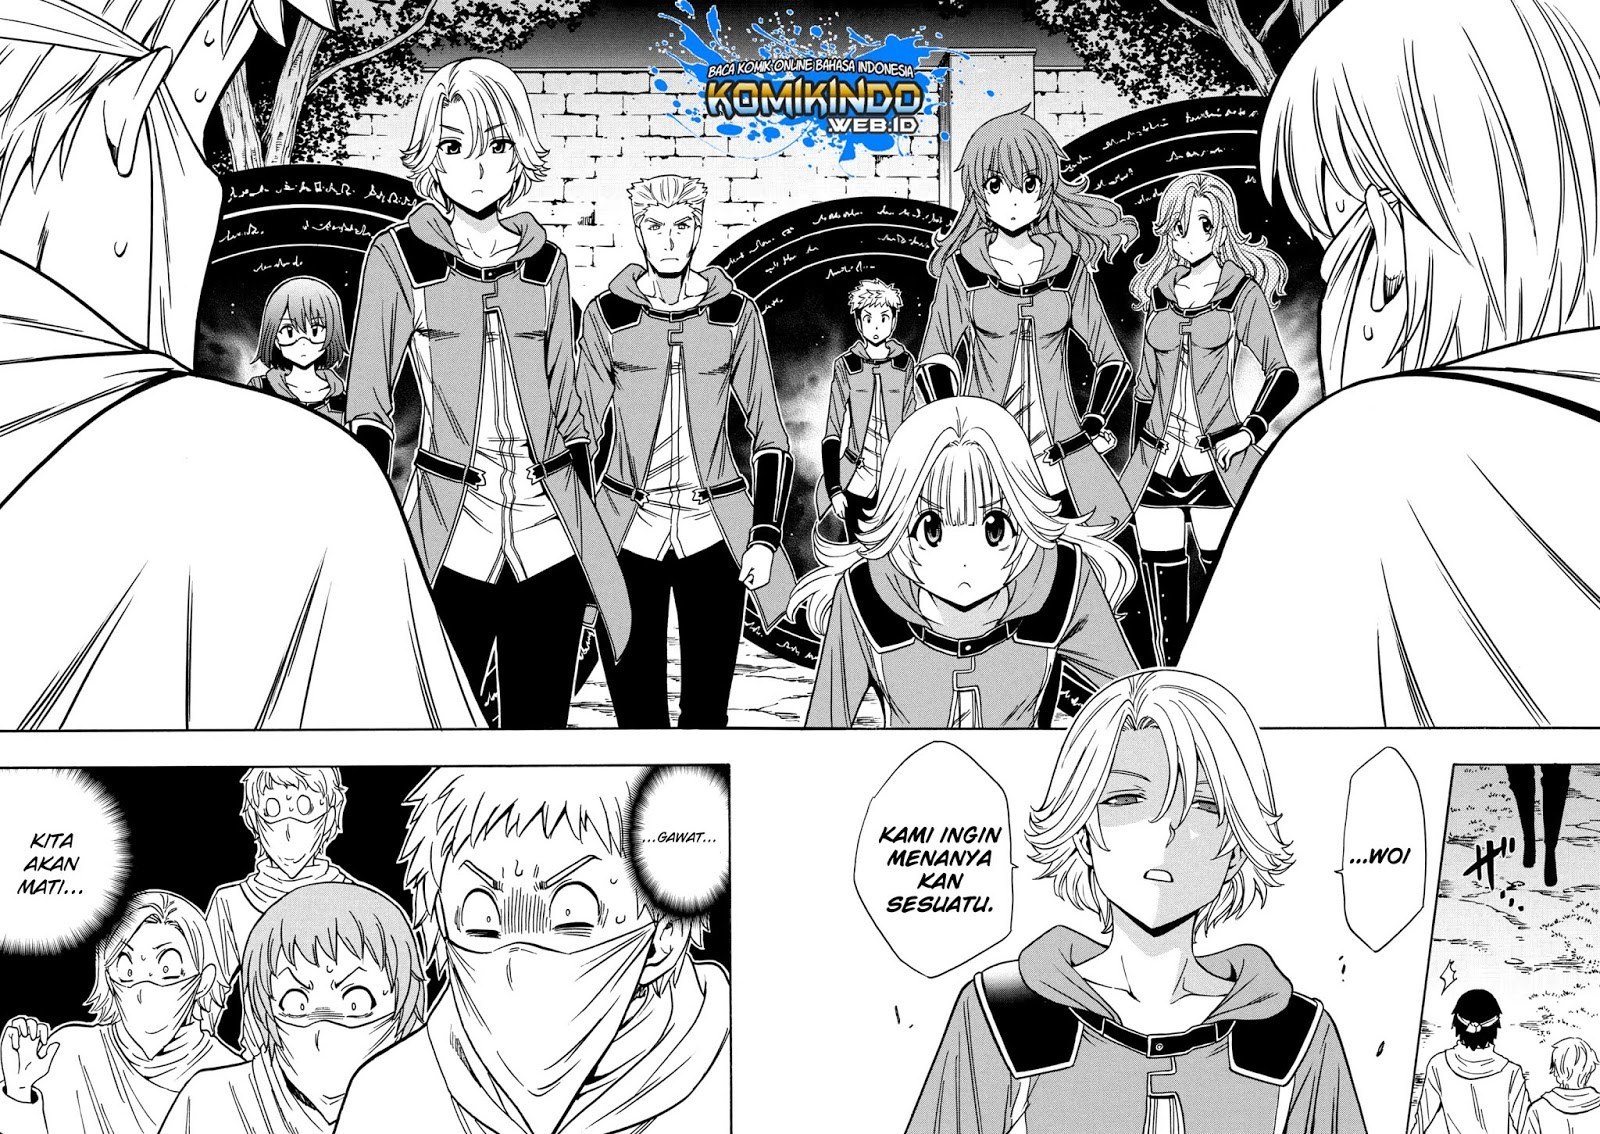 BACA KOMIK ONLINE BAHASA INDONESIA
KOMIKINDO
.WEB.ID
...WOI
KAMI INGIN
MENANYA
KAN
SESUATU.
...GAWAT...
KITA
AKAN
MATI...